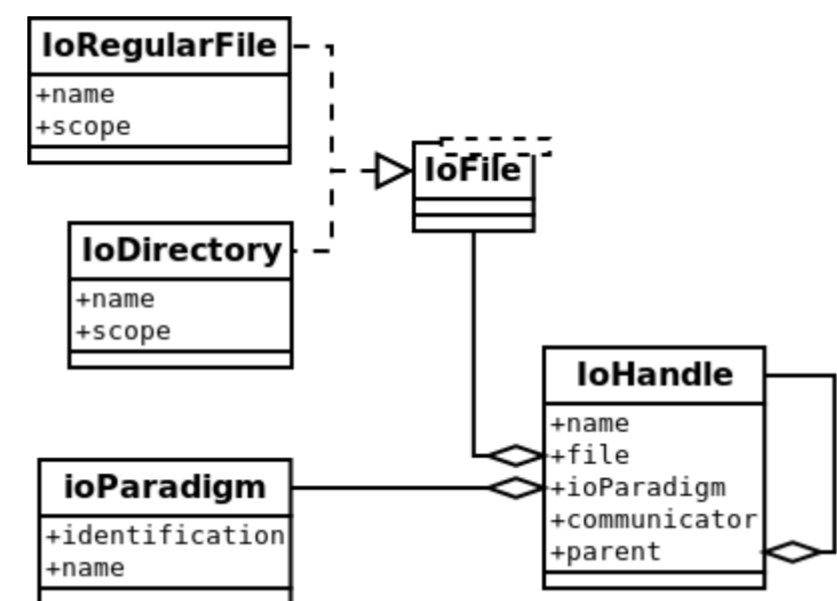 IoRegularFile
+name
+scope
IoFile
IoDirectory
+name
+scope
IoHandle
+name
+file
+ioParadigm
+communicator
+parent
ioParadigm
+identification
+name